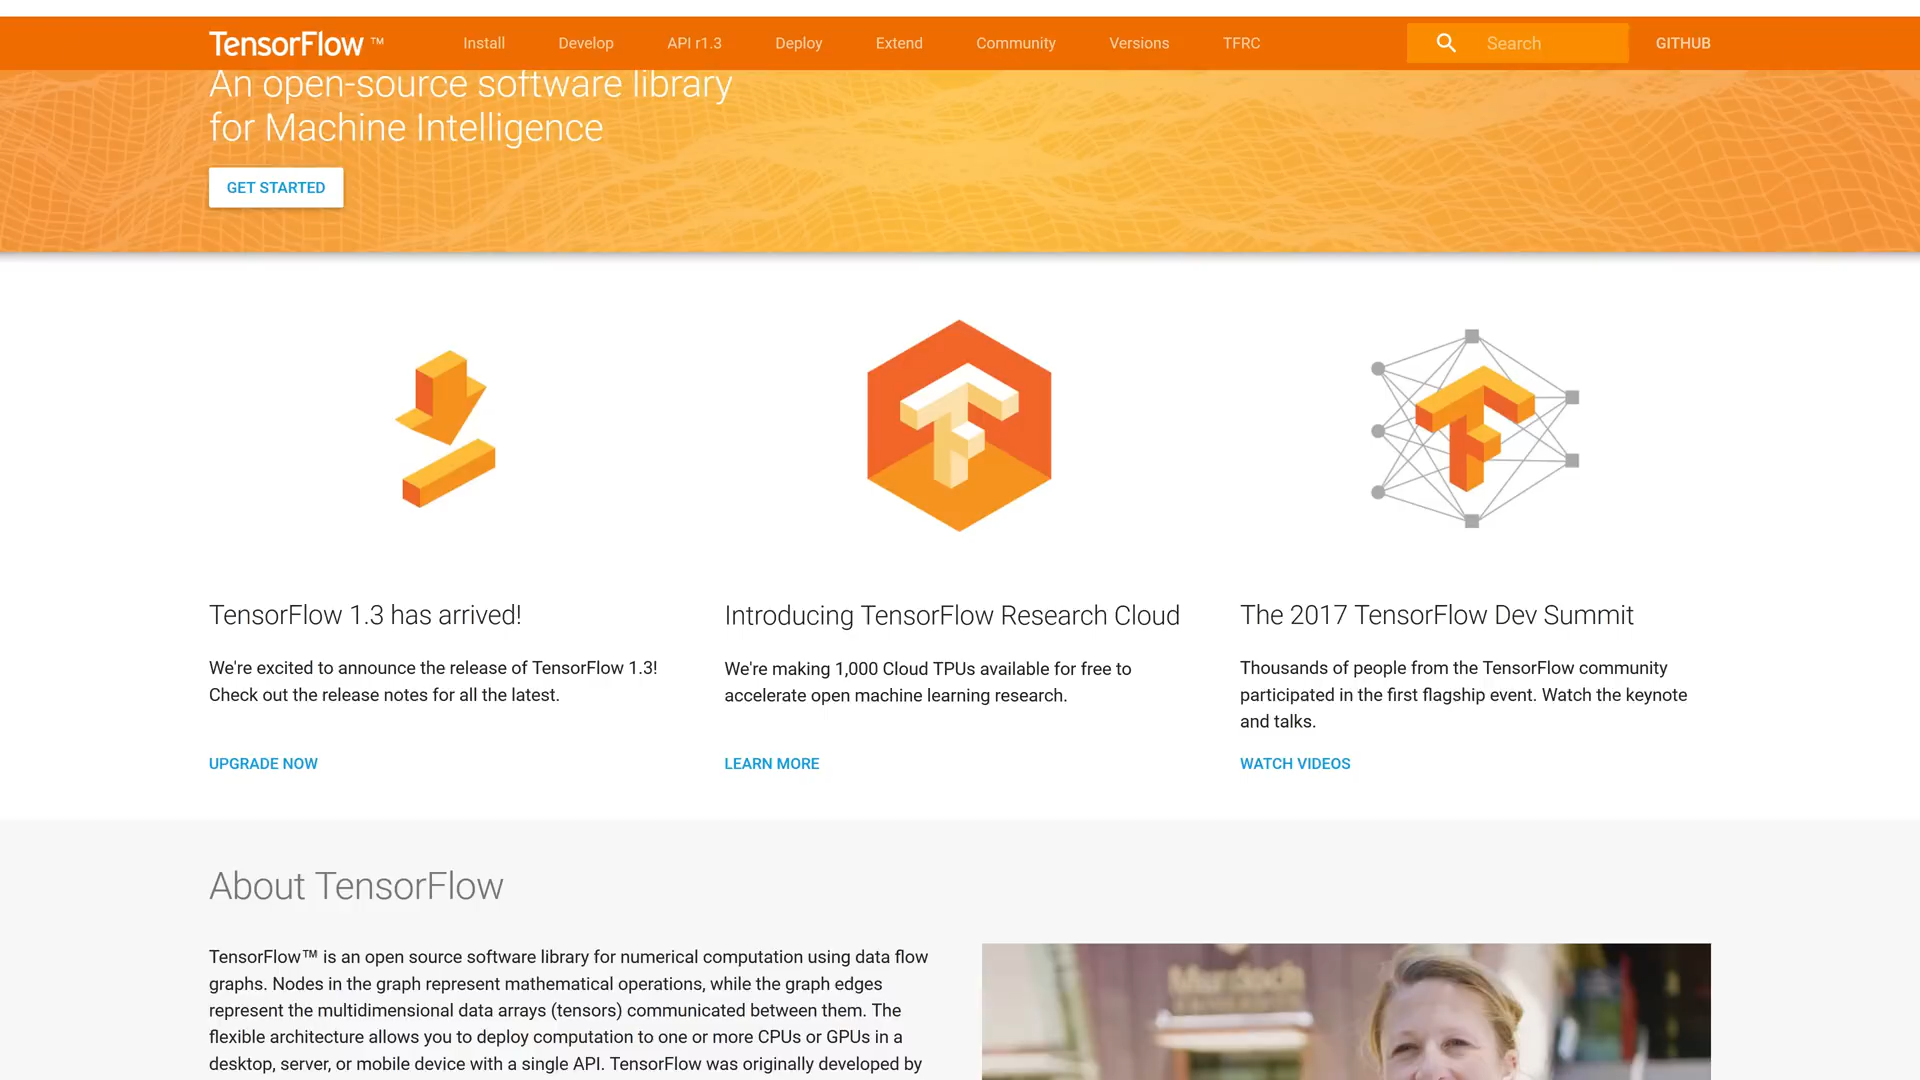 TensorFlow ™
Install
Develop
API r1.3
Deploy
Extend
Community
Versions
TFRC
Search
GITHUB
An open-source software library
for Machine Intelligence
GET STARTED
TensorFlow 1.3 has arrived!
We're excited to announce the release of TensorFlow 1.3!
Check out the release notes for all the latest.
UPGRADE NOW
Introducing TensorFlow Research Cloud
We're making 1,000 Cloud TPUs available for free to
accelerate open machine learning research.
LEARN MORE
The 2017 TensorFlow Dev Summit
Thousands of people from the TensorFlow community
participated in the first flagship event. Watch the keynote
and talks.
WATCH VIDEOS
About TensorFlow
TensorFlow™ is an open source software library for numerical computation using data flow
graphs. Nodes in the graph represent mathematical operations, while the graph edges
represent the multidimensional data arrays (tensors) communicated between them. The
flexible architecture allows you to deploy computation to one or more CPUs or GPUs in a
desktop, server, or mobile device with a single API. TensorFlow was originally developed by
Murdoch